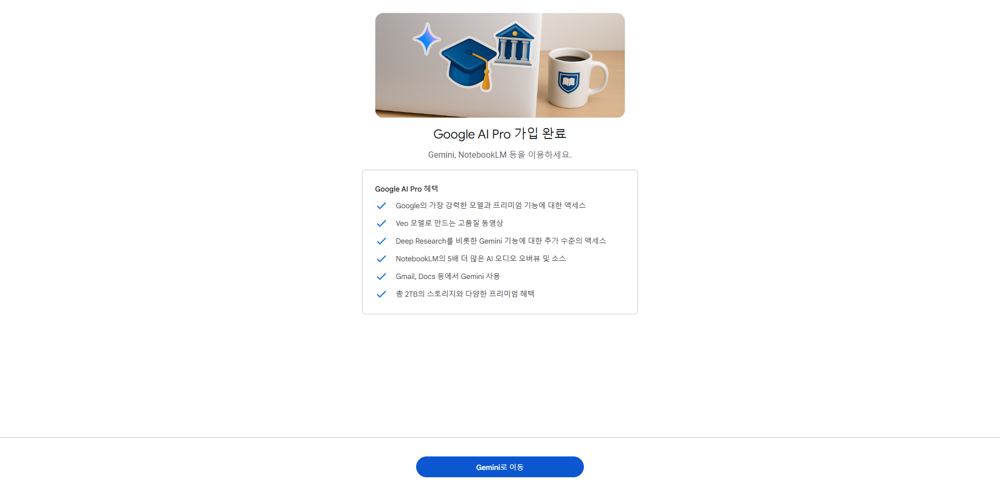 Google AI Pro 가입 완료
Gemini, NotebookLM 등을 이용하세요.
Google AI Pro 혜택
Google의 가장 강력한 모델과 프리미엄 기능에 대한 액세스
Veo 모델로 만드는 고품질 동영상
Deep Research를 비롯한 Gemini 기능에 대한 추가 수준의 액세스
NotebookLM의 5배 더 많은 AI 오디오 오버뷰 및 소스
Gmail, Docs 등에서 Gemini 사용
총 2TB의 스토리지와 다양한 프리미엄 혜택
Gemini로 이동